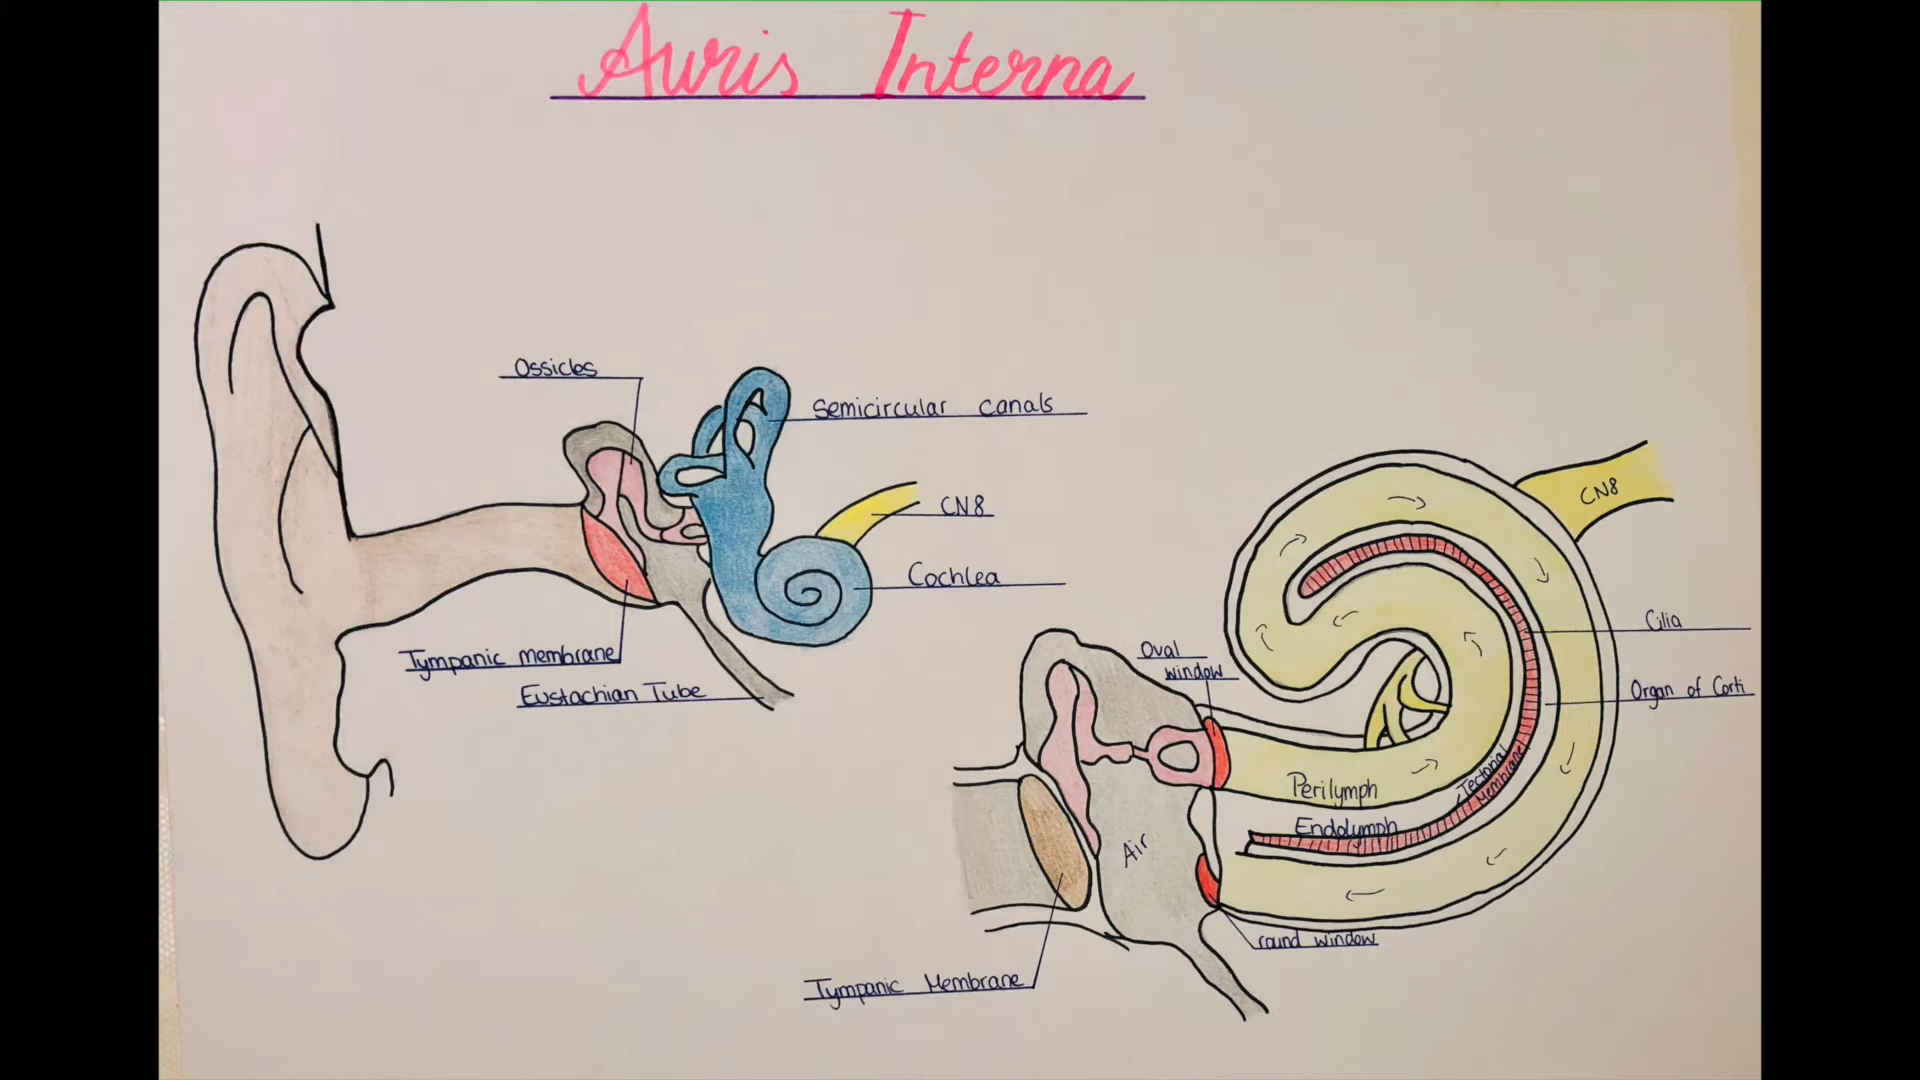 Auris Interna
Ossicles
Semicircular canals
CN8
Cochlea
Tympanic membrane
Eustachian Tube
CN8
Cilia
Organ of Corti
Oval
window
Tectorial
Membrane
Perilymph
Endolymph
Air
round window
Tympanic Membrane